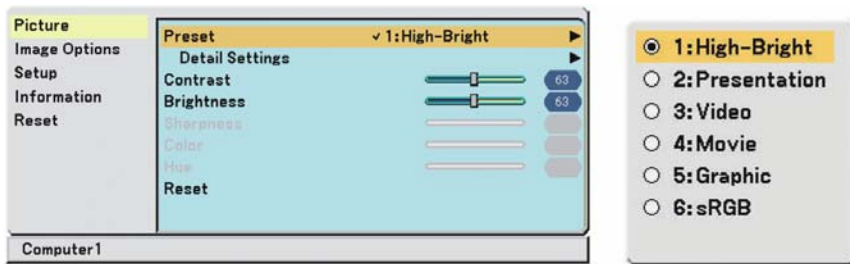 Picture
Image Options
Setup
Information
Reset
Preset ✓ 1:High-Bright ▶
Detail Settings ▶
Contrast 63
Brightness 63
Sharpness
Color
Hue
Reset
Computer1
1:High-Bright
2:Presentation
3:Video
4:Movie
5:Graphic
6:sRGB